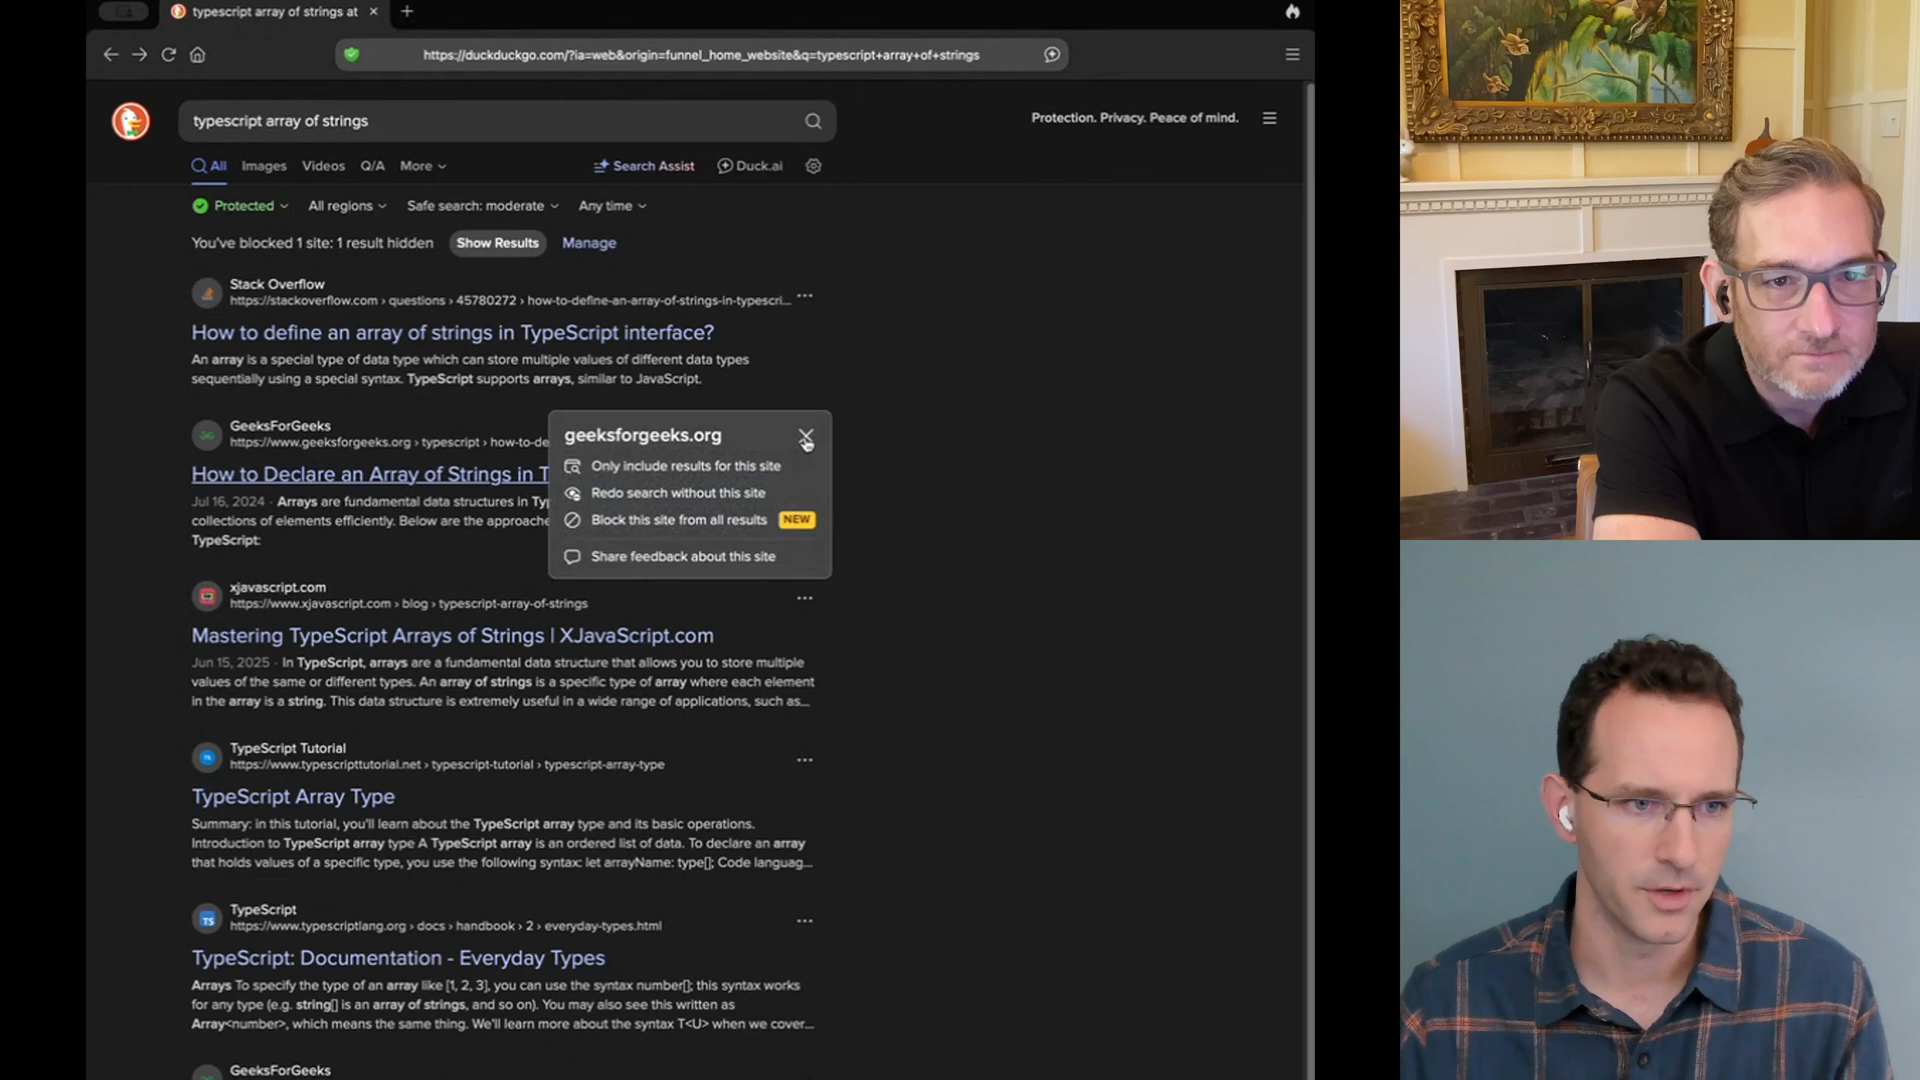 typescript array of strings at
https://duckduckgo.com/?ia=web&origin=funnel_home_website&q=typescript+array+of+strings
typescript array of strings
Protection. Privacy. Peace of mind.
All Images Videos Q/A More Search Assist Duck.ai
Protected All regions Safe search: moderate Any time
You've blocked 1 site: 1 result hidden Show Results Manage
Stack Overflow
https://stackoverflow.com › questions › 45780272 › how-to-define-an-array-of-strings-in-typescri...
How to define an array of strings in TypeScript interface?
An array is a special type of data type which can store multiple values of different data types
sequentially using a special syntax. TypeScript supports arrays, similar to JavaScript.
GeeksForGeeks
https://www.geeksforgeeks.org › typescript › how-to-de
How to Declare an Array of Strings in T
Jul 16, 2024 · Arrays are fundamental data structures in Ty
collections of elements efficiently. Below are the approache
TypeScript:
geeksforgeeks.org
Only include results for this site
Redo search without this site
Block this site from all results NEW
Share feedback about this site
xjavascript.com
https://www.xjavascript.com › blog › typescript-array-of-strings
Mastering TypeScript Arrays of Strings | XJavaScript.com
Jun 15, 2025 · In TypeScript, arrays are a fundamental data structure that allows you to store multiple
values of the same or different types. An array of strings is a specific type of array where each element
in the array is a string. This data structure is extremely useful in a wide range of applications, such as...
TypeScript Tutorial
https://www.typescripttutorial.net › typescript-tutorial › typescript-array-type
TypeScript Array Type
Summary: in this tutorial, you'll learn about the TypeScript array type and its basic operations.
Introduction to TypeScript array type A TypeScript array is an ordered list of data. To declare an array
that holds values of a specific type, you use the following syntax: let arrayName: type[]; Code languag...
TS
TypeScript
https://www.typescriptlang.org › docs › handbook › 2 › everyday-types.html
TypeScript: Documentation - Everyday Types
Arrays To specify the type of an array like [1, 2, 3], you can use the syntax number[]; this syntax works
for any type (e.g. string[] is an array of strings, and so on). You may also see this written as
Array<number>, which means the same thing. We'll learn more about the syntax T<U> when we cover...
GeeksForGeeks